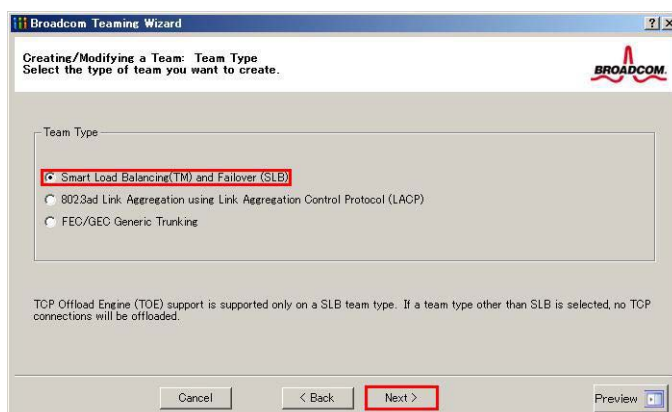 Broadcom Teaming Wizard
Creating/Modifying a Team: Team Type
Select the type of team you want to create.
BROADCOM.
Team Type
Smart Load Balancing(TM) and Failover (SLB)
802.3ad Link Aggregation using Link Aggregation Control Protocol (LACP)
FEC/GEC Generic Trunking
TCP Offload Engine (TOE) support is supported only on a SLB team type. If a team type other than SLB is selected, no TCP
connections will be offloaded.
Cancel
< Back
Next >
Preview